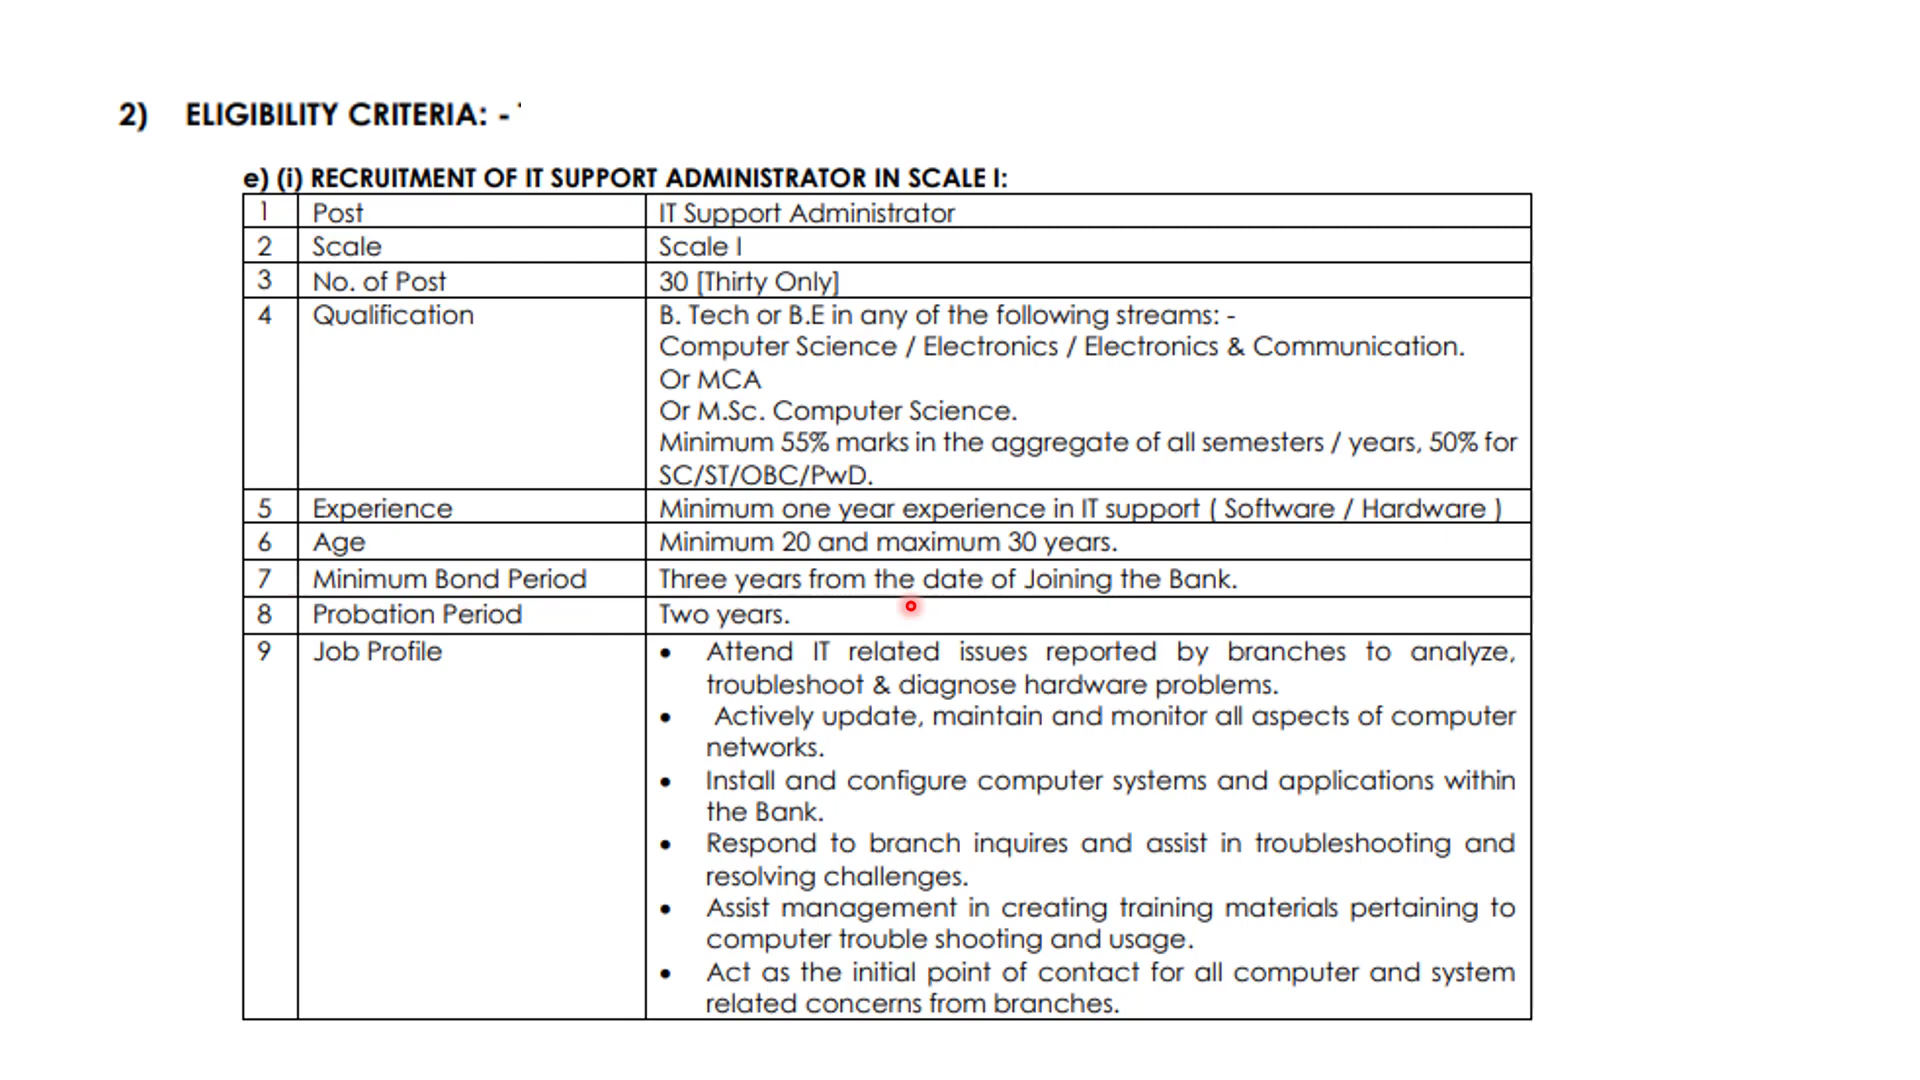 2) ELIGIBILITY CRITERIA: -
e) (i) RECRUITMENT OF IT SUPPORT ADMINISTRATOR IN SCALE I:
1 Post IT Support Administrator
2 Scale Scale I
3 No. of Post 30 [Thirty Only]
4 Qualification B. Tech or B.E in any of the following streams: -
Computer Science / Electronics / Electronics & Communication.
Or MCA
Or M.Sc. Computer Science.
Minimum 55% marks in the aggregate of all semesters / years, 50% for
SC/ST/OBC/PwD.
5 Experience Minimum one year experience in IT support ( Software / Hardware )
6 Age Minimum 20 and maximum 30 years.
7 Minimum Bond Period Three years from the date of Joining the Bank.
8 Probation Period Two years.
9 Job Profile • Attend IT related issues reported by branches to analyze,
troubleshoot & diagnose hardware problems.
• Actively update, maintain and monitor all aspects of computer
networks.
• Install and configure computer systems and applications within
the Bank.
• Respond to branch inquires and assist in troubleshooting and
resolving challenges.
• Assist management in creating training materials pertaining to
computer trouble shooting and usage.
• Act as the initial point of contact for all computer and system
related concerns from branches.